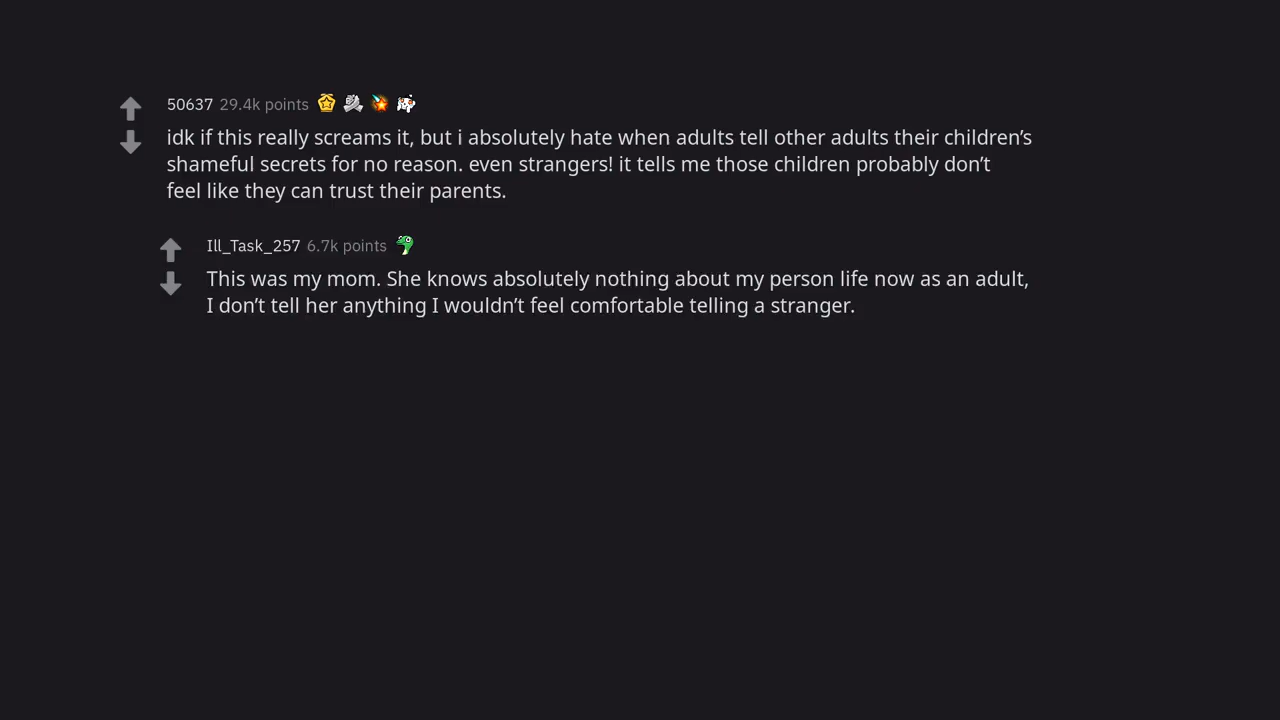 50637 29.4k points
idk if this really screams it, but i absolutely hate when adults tell other adults their children’s
shameful secrets for no reason. even strangers! it tells me those children probably don’t
feel like they can trust their parents.
Ill_Task_257 6.7k points
This was my mom. She knows absolutely nothing about my person life now as an adult,
I don’t tell her anything I wouldn’t feel comfortable telling a stranger.